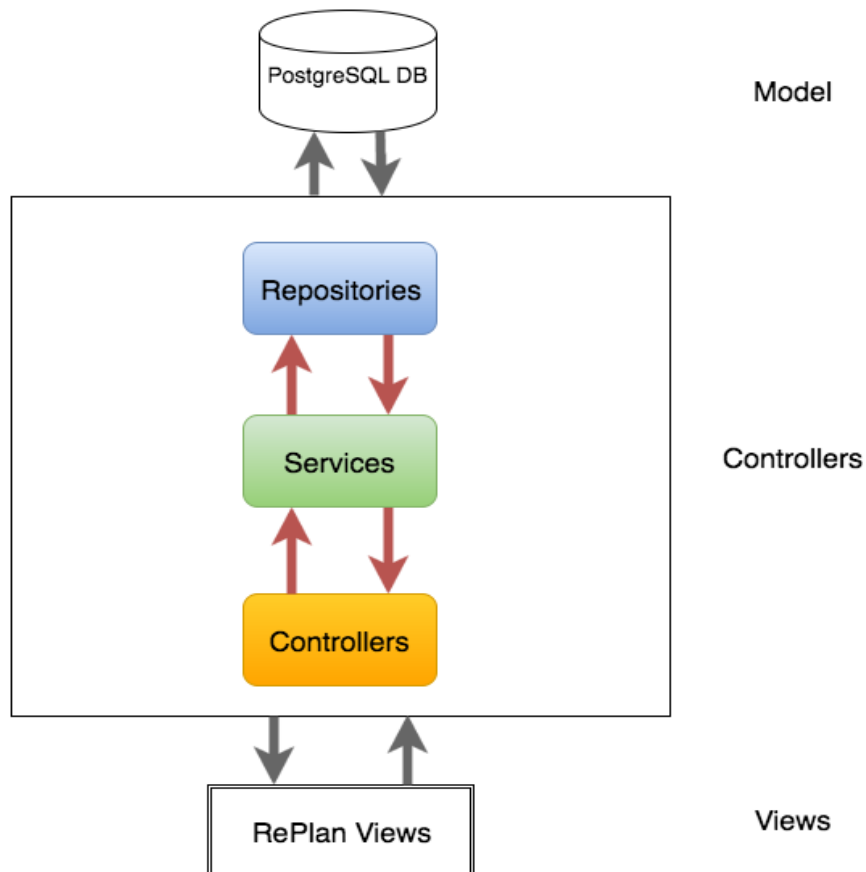 PostgreSQL DB
Model
Repositories
Services
Controllers
Controllers
RePlan Views
Views